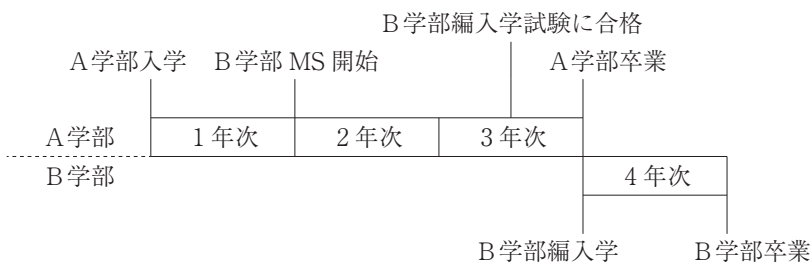 B学部編入学試験に合格
A学部入学 B学部 MS 開始 A学部卒業
A学部 1年次 2年次 3年次
B学部 4年次
B学部編入学 B学部卒業